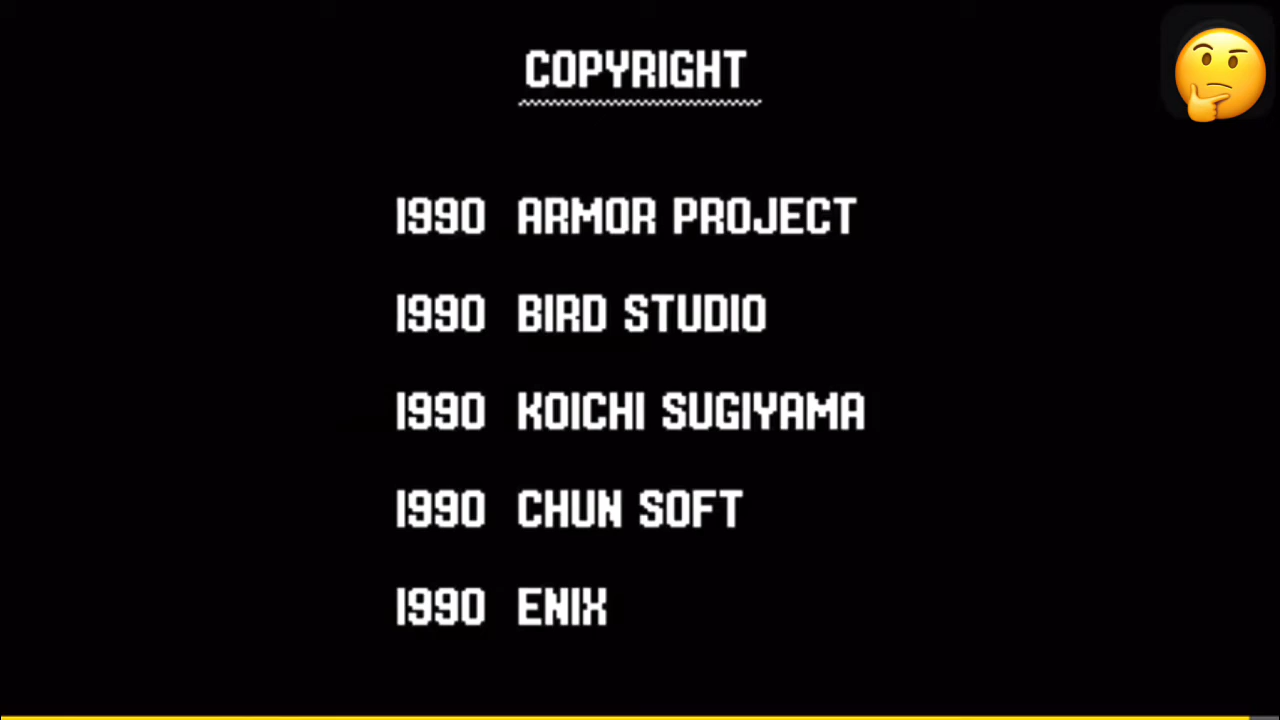 COPYRIGHT
1990 ARMOR PROJECT
1990 BIRD STUDIO
1990 KOICHI SUGIYAMA
1990 CHUN SOFT
1990 ENIX